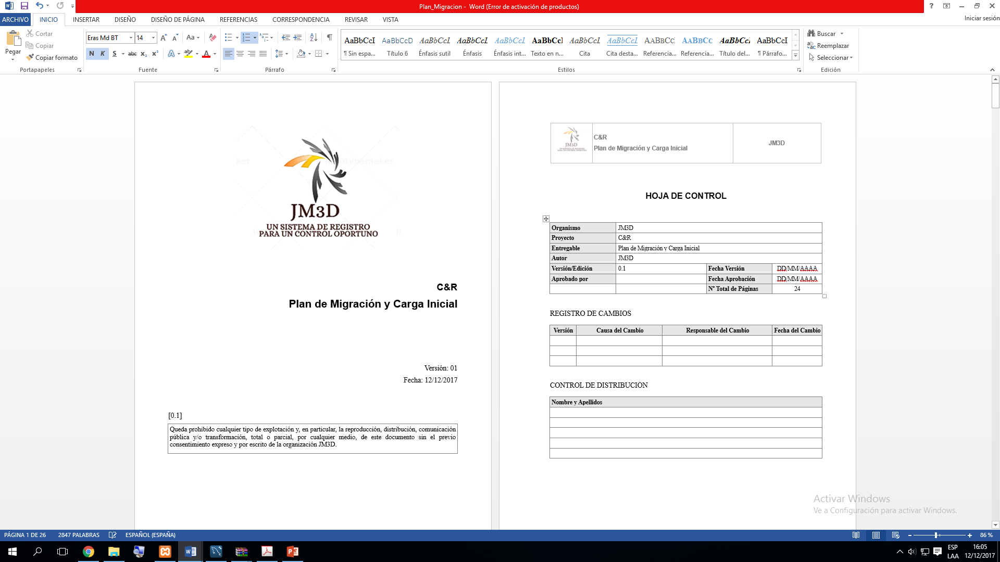 Plan_Migracion - Word (Error de activación de productos)
Iniciar sesión
ARCHIVO INICIO INSERTAR DISEÑO DISEÑO DE PÁGINA REFERENCIAS CORRESPONDENCIA REVISAR VISTA
Pegar
Cortar
Copiar
Copiar formato
Portapapeles
Eras Md BT 14
N K S abc x₂ x²
Fuente
Párrafo
AaBbCcI AaBbCcD AaBbCcL AaBbCcL AaBbCcL AaBbCcI AaBbCcL AaBbCcL AABBCC AABBCC AaBbCcL AaBbCcI
¶ Sin espa... Título 6 Énfasis sutil Énfasis Énfasis int... Texto en n... Cita Cita desta... Referencia... Referencia... Título del... ¶ Párrafo...
Estilos
Buscar
Reemplazar
Seleccionar
Edición
JM3D
UN SISTEMA DE REGISTRO
PARA UN CONTROL OPORTUNO
C&R
Plan de Migración y Carga Inicial
Versión: 01
Fecha: 12/12/2017
[0.1]
Queda prohibido cualquier tipo de explotación y, en particular, la reproducción, distribución, comunicación
pública y/o transformación, total o parcial, por cualquier medio, de este documento sin el previo
consentimiento expreso y por escrito de la organización JM3D.
JM3D
UN SISTEMA DE REGISTRO
PARA UN CONTROL OPORTUNO
C&R
Plan de Migración y Carga Inicial
JM3D
HOJA DE CONTROL
Organismo JM3D
Proyecto C&R
Entregable Plan de Migración y Carga Inicial
Autor JM3D
Versión/Edición 0.1 Fecha Versión DD/MM/AAAA
Aprobado por Fecha Aprobación DD/MM/AAAA
Nº Total de Páginas 24
REGISTRO DE CAMBIOS
Versión Causa del Cambio Responsable del Cambio Fecha del Cambio
CONTROL DE DISTRIBUCIÓN
Nombre y Apellidos
Activar Windows
Ve a Configuración para activar Windows.
PÁGINA 1 DE 26 2847 PALABRAS ESPAÑOL (ESPAÑA) 86 %
ESP
LAA
16:05
12/12/2017